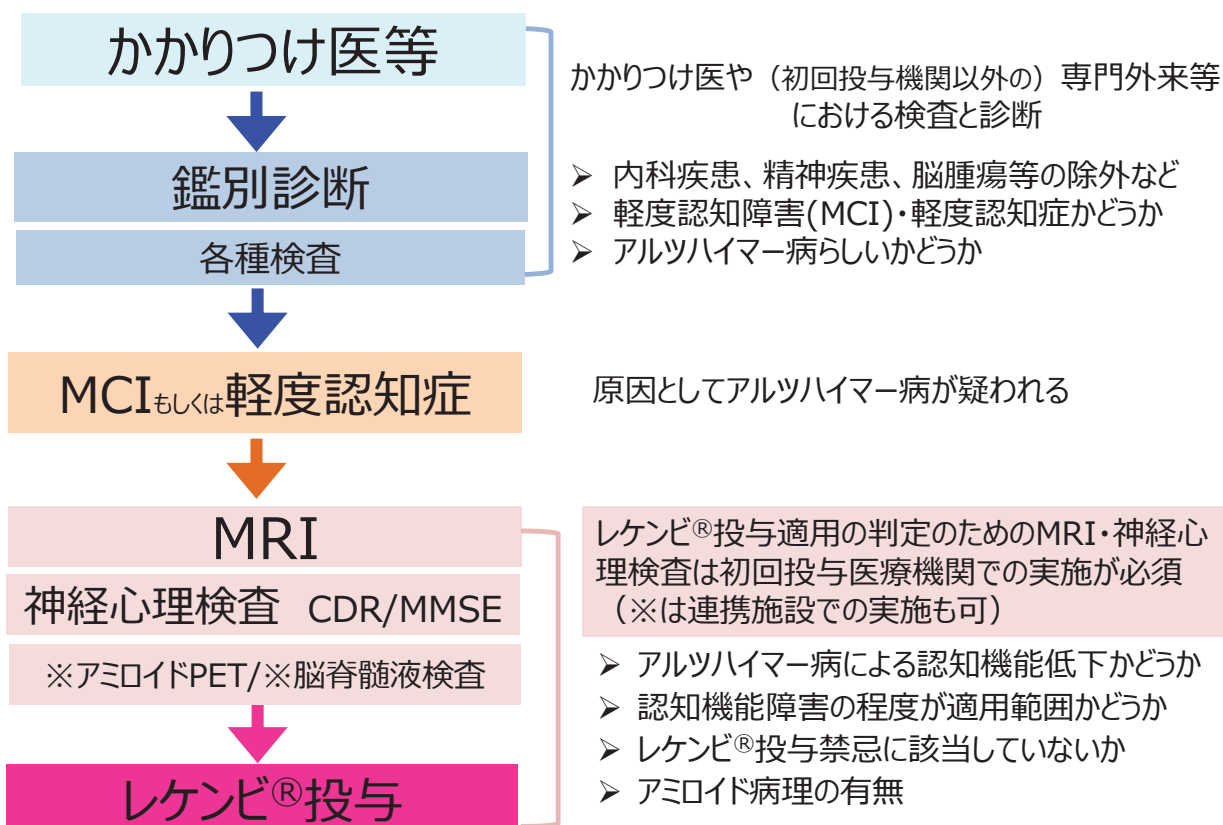 かかりつけ医等
かかりつけ医や（初回投与機関以外の）専門外来等
における検査と診断
鑑別診断
各種検査
➢ 内科疾患、精神疾患、脳腫瘍等の除外など
➢ 軽度認知障害(MCI)・軽度認知症かどうか
➢ アルツハイマー病らしいかどうか
MCIもしくは軽度認知症
原因としてアルツハイマー病が疑われる
MRI
神経心理検査 CDR/MMSE
※アミロイドPET/※脳脊髄液検査
レケンビ®投与適用の判定のためのMRI・神経心
理検査は初回投与医療機関での実施が必須
（※は連携施設での実施も可）
➢ アルツハイマー病による認知機能低下かどうか
➢ 認知機能障害の程度が適用範囲かどうか
➢ レケンビ®投与禁忌に該当していないか
➢ アミロイド病理の有無
レケンビ®投与